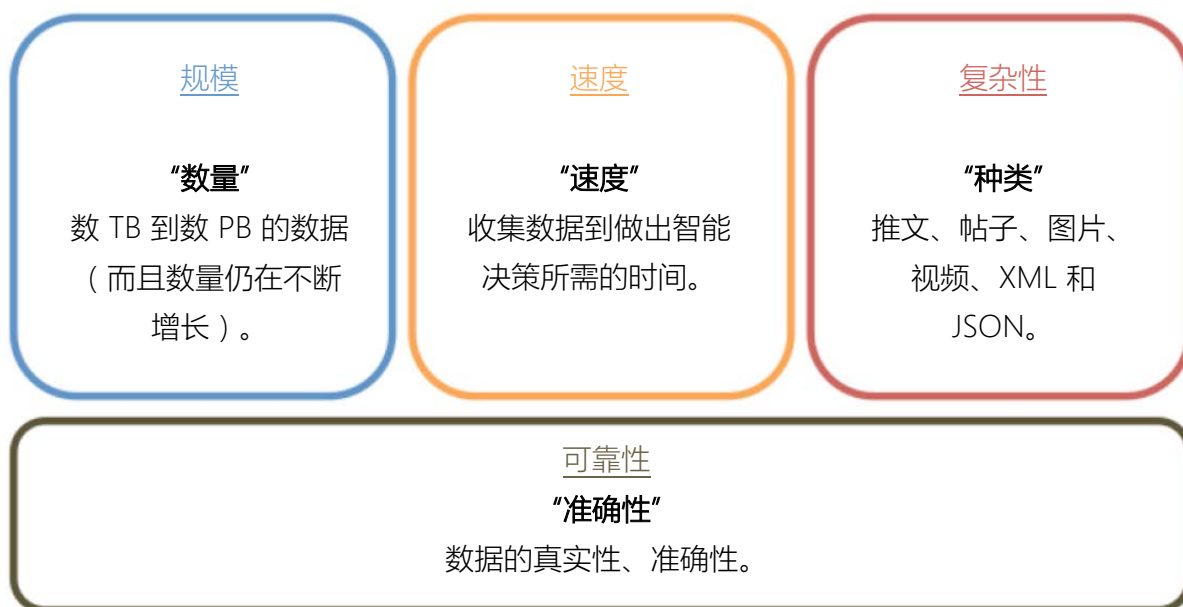 规模
"数量"
数 TB 到数 PB 的数据
（而且数量仍在不断
增长）。
速度
"速度"
收集数据到做出智能
决策所需的时间。
复杂性
"种类"
推文、帖子、图片、
视频、XML 和
JSON。
可靠性
"准确性"
数据的真实性、准确性。